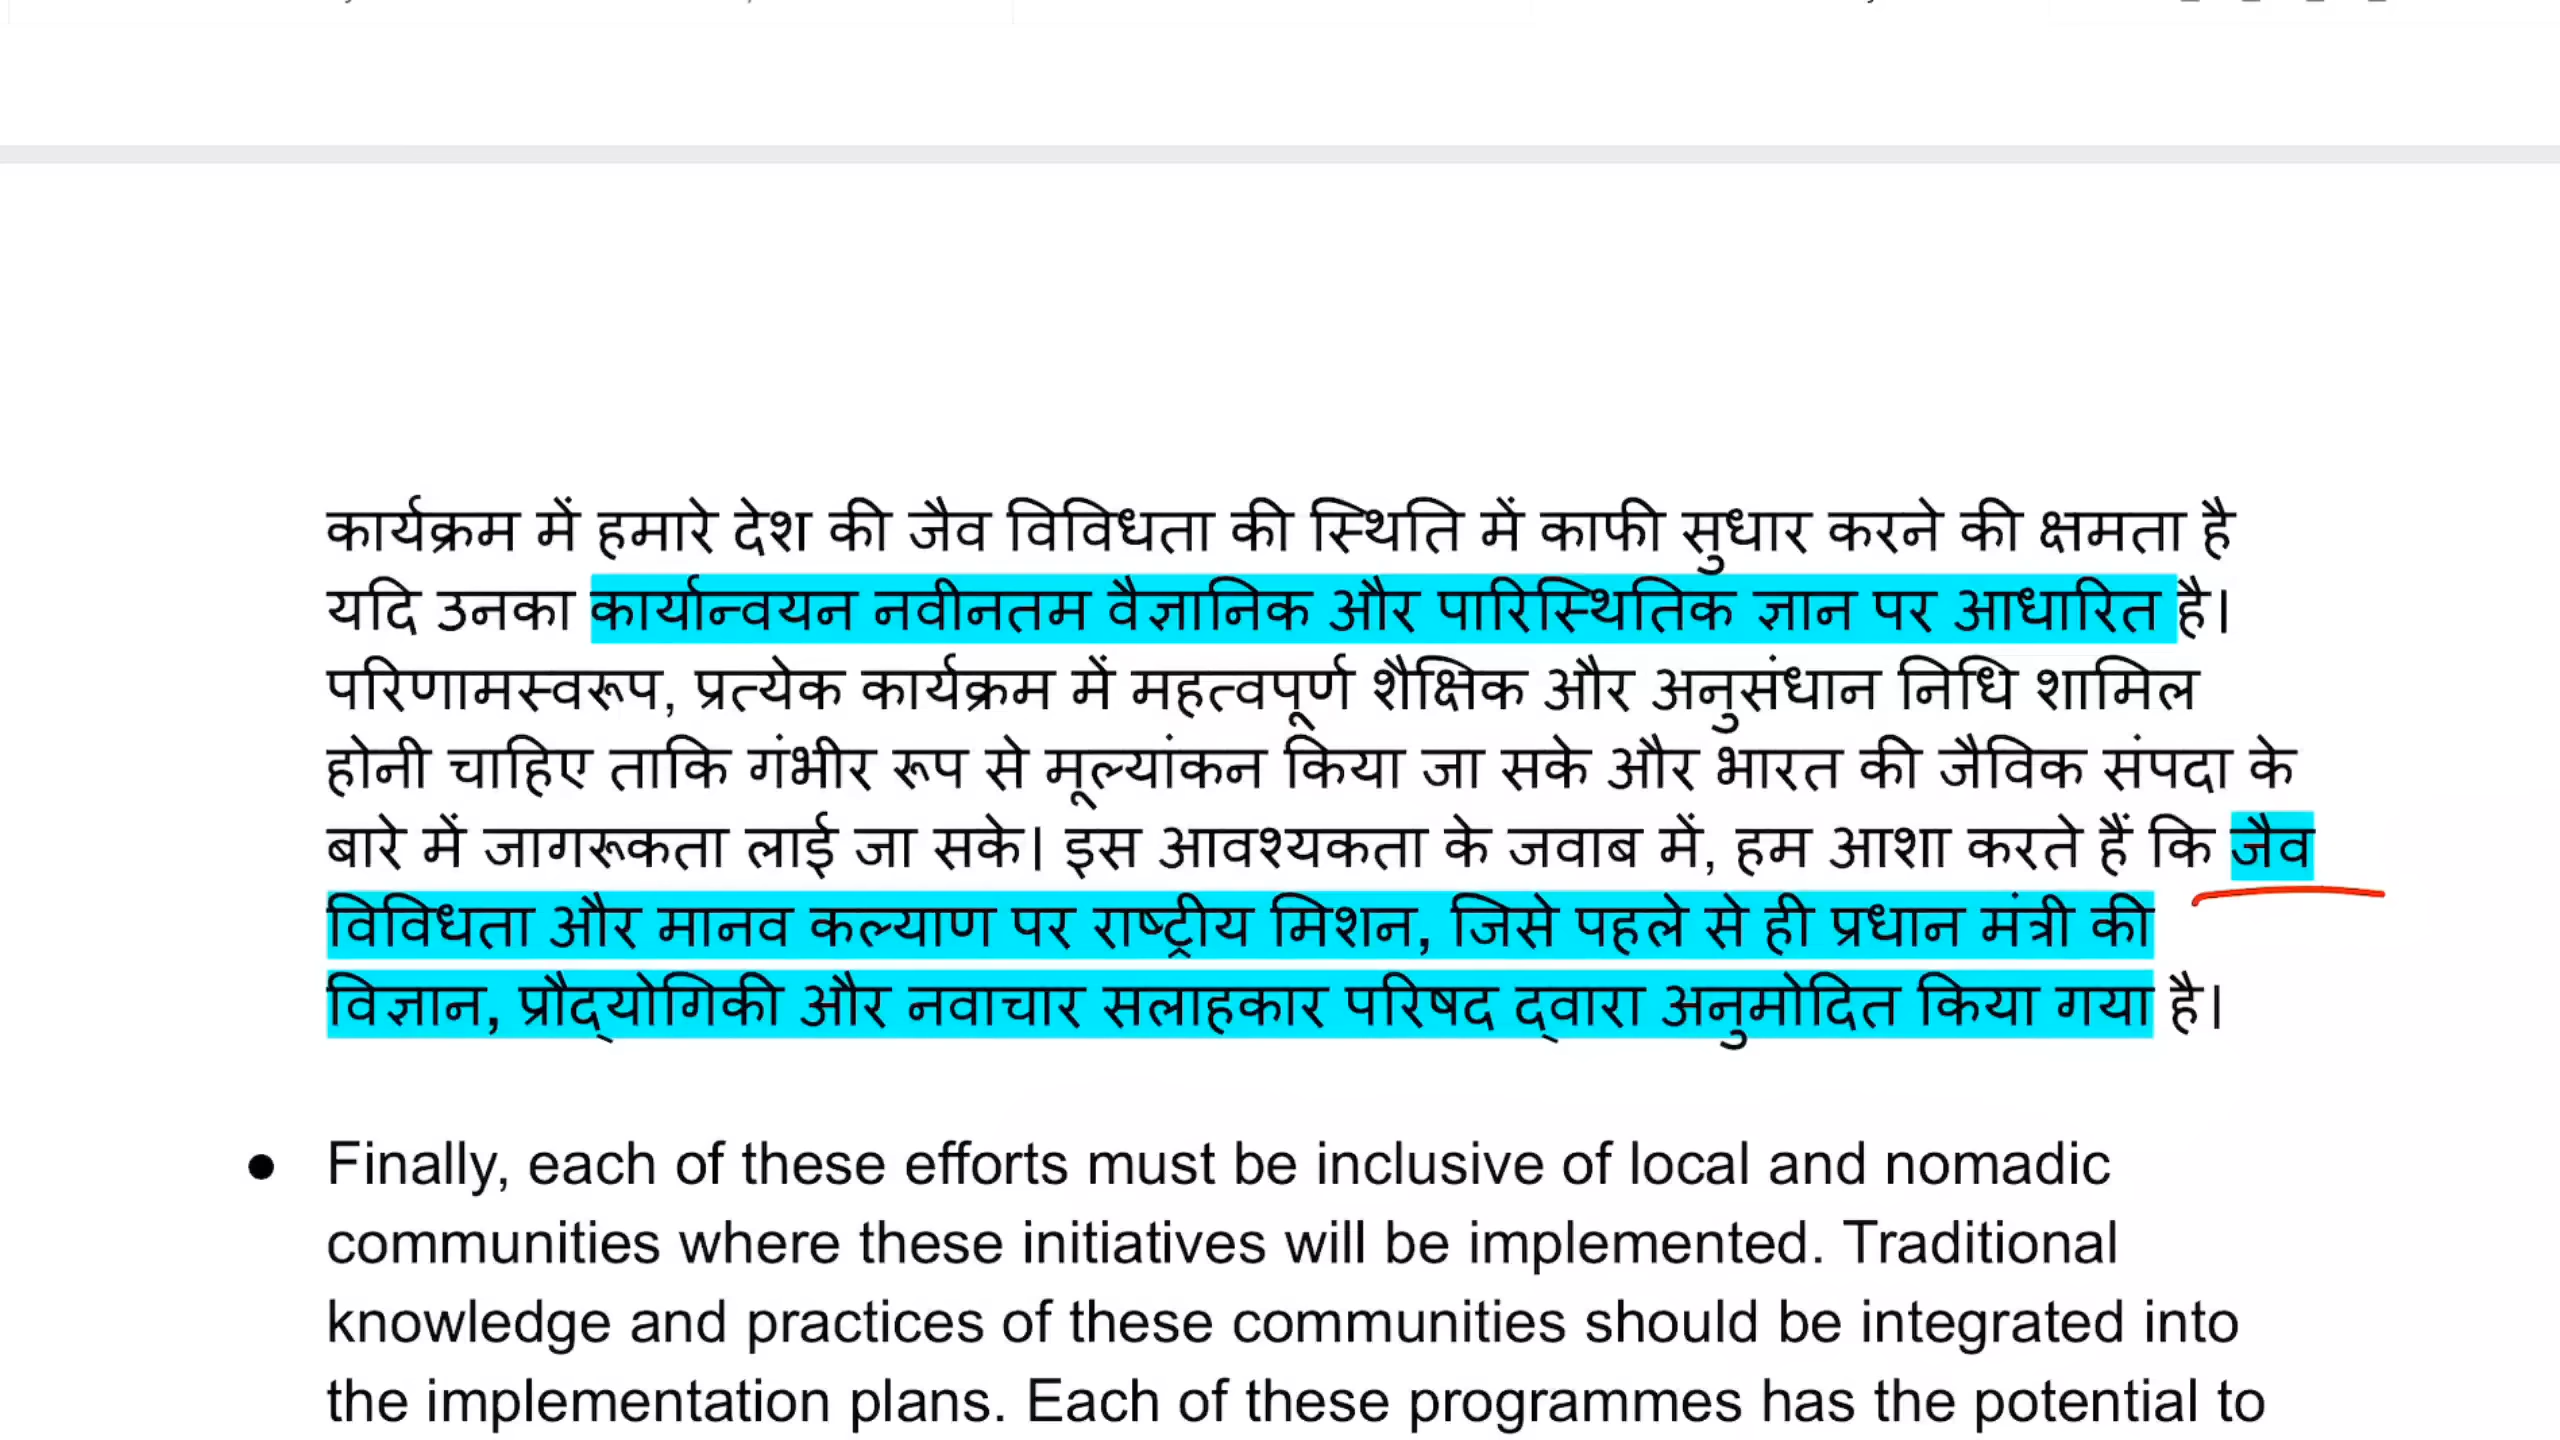 कार्यक्रम में हमारे देश की जैव विविधता की स्थिति में काफी सुधार करने की क्षमता है
यदि उनका कार्यान्वयन नवीनतम वैज्ञानिक और पारिस्थितिक ज्ञान पर आधारित है।
परिणामस्वरूप, प्रत्येक कार्यक्रम में महत्वपूर्ण शैक्षिक और अनुसंधान निधि शामिल
होनी चाहिए ताकि गंभीर रूप से मूल्यांकन किया जा सके और भारत की जैविक संपदा के
बारे में जागरूकता लाई जा सके। इस आवश्यकता के जवाब में, हम आशा करते हैं कि जैव
विविधता और मानव कल्याण पर राष्ट्रीय मिशन, जिसे पहले से ही प्रधान मंत्री की
विज्ञान, प्रौद्योगिकी और नवाचार सलाहकार परिषद द्वारा अनुमोदित किया गया है।
● Finally, each of these efforts must be inclusive of local and nomadic
communities where these initiatives will be implemented. Traditional
knowledge and practices of these communities should be integrated into
the implementation plans. Each of these programmes has the potential to